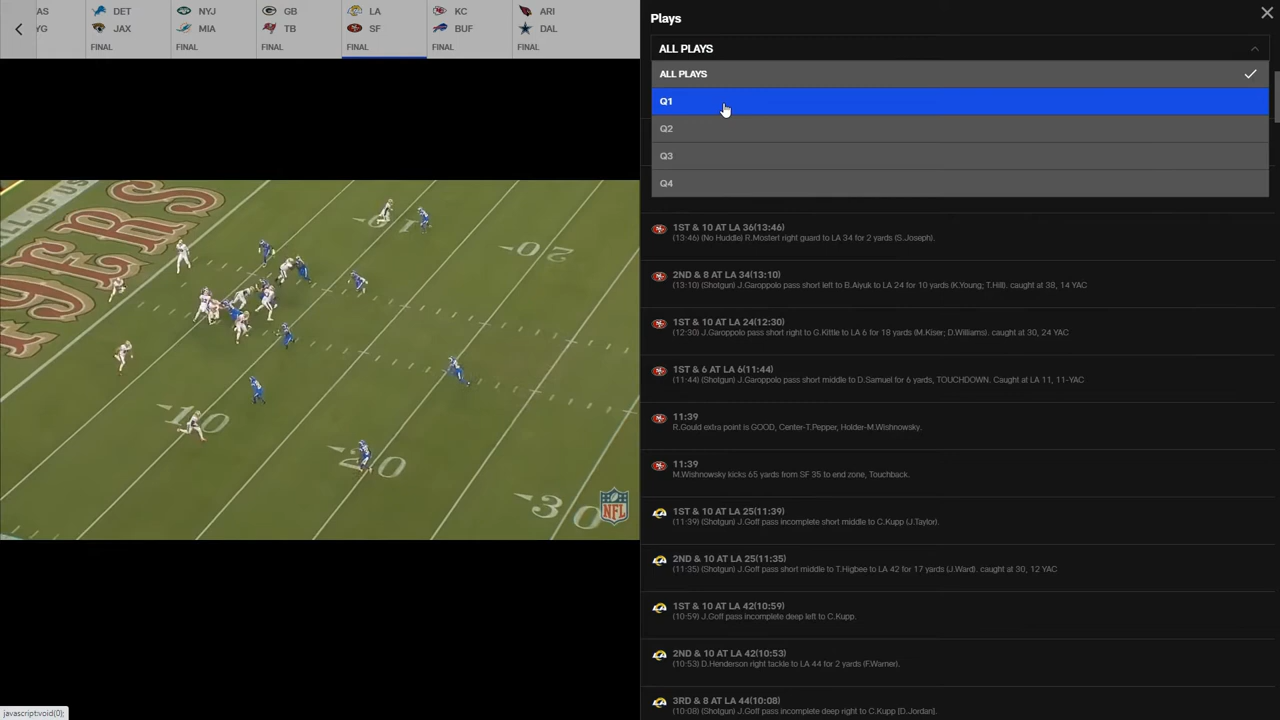 AS
YG
DET
JAX
FINAL
NYJ
MIA
FINAL
GB
TB
FINAL
LA
SF
FINAL
KC
BUF
FINAL
ARI
DAL
FINAL
49ERS
10
20
10
20
30
NFL
javascript:void(0);
Plays
ALL PLAYS
ALL PLAYS
Q1
Q2
Q3
Q4
1ST & 10 AT LA 36(13:46)
(13:46) (No Huddle) R.Mostert right guard to LA 34 for 2 yards (S.Joseph).
2ND & 8 AT LA 34(13:10)
(13:10) (Shotgun) J.Garoppolo pass short left to B.Aiyuk to LA 24 for 10 yards (K.Young; T.Hill). caught at 38, 14 YAC
1ST & 10 AT LA 24(12:30)
(12:30) J.Garoppolo pass short right to G.Kittle to LA 6 for 18 yards (M.Kiser; D.Williams). caught at 30, 24 YAC
1ST & 6 AT LA 6(11:44)
(11:44) (Shotgun) J.Garoppolo pass short middle to D.Samuel for 6 yards, TOUCHDOWN. Caught at LA 11, 11-YAC
11:39
R.Gould extra point is GOOD, Center-T.Pepper, Holder-M.Wishnowsky.
11:39
M.Wishnowsky kicks 65 yards from SF 35 to end zone, Touchback.
1ST & 10 AT LA 25(11:39)
(11:39) (Shotgun) J.Goff pass incomplete short middle to C.Kupp (J.Taylor).
2ND & 10 AT LA 25(11:35)
(11:35) (Shotgun) J.Goff pass short middle to T.Higbee to LA 42 for 17 yards (J.Ward). caught at 30, 12 YAC
1ST & 10 AT LA 42(10:59)
(10:59) J.Goff pass incomplete deep left to C.Kupp.
2ND & 10 AT LA 42(10:53)
(10:53) D.Henderson right tackle to LA 44 for 2 yards (F.Warner).
3RD & 8 AT LA 44(10:08)
(10:08) (Shotgun) J.Goff pass incomplete deep right to C.Kupp [D.Jordan].